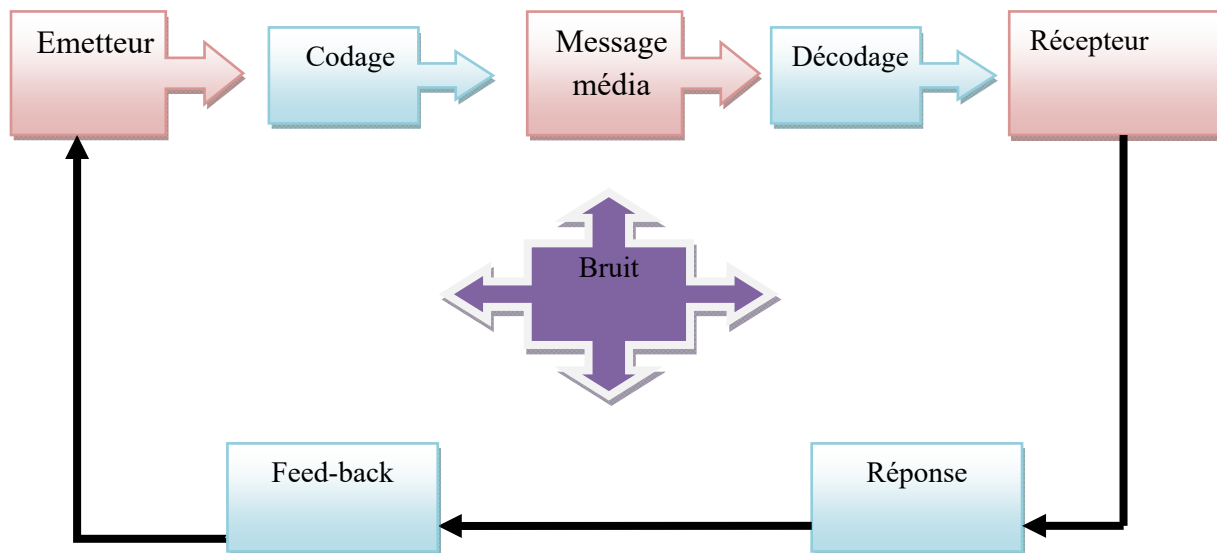 Emetteur
Codage
Message
média
Décodage
Récepteur
Bruit
Feed-back
Réponse